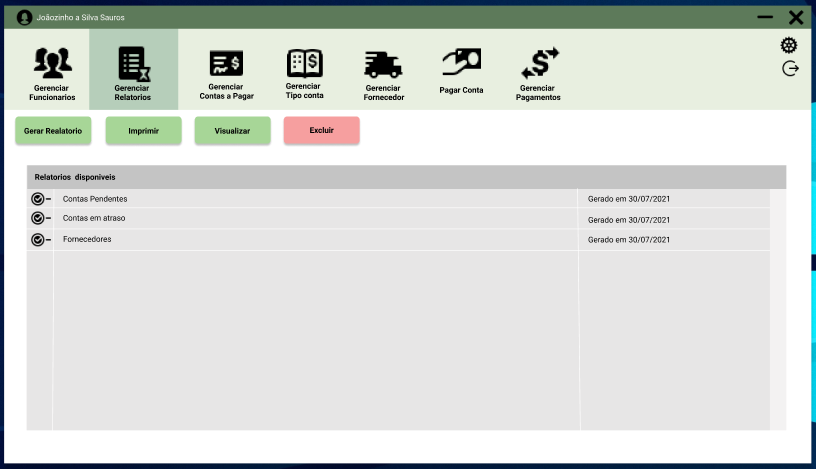 Joãozinho a Silva Sauros
Gerenciar
Funcionarios
Gerenciar
Relatorios
Gerenciar
Contas a Pagar
Gerenciar
Tipo conta
Gerenciar
Fornecedor
Pagar Conta
Gerenciar
Pagamentos
Gerar Realatorio
Imprimir
Visualizar
Excluir
Relatorios disponiveis
Contas Pendentes
Gerado em 30/07/2021
Contas em atraso
Gerado em 30/07/2021
Fornecedores
Gerado em 30/07/2021